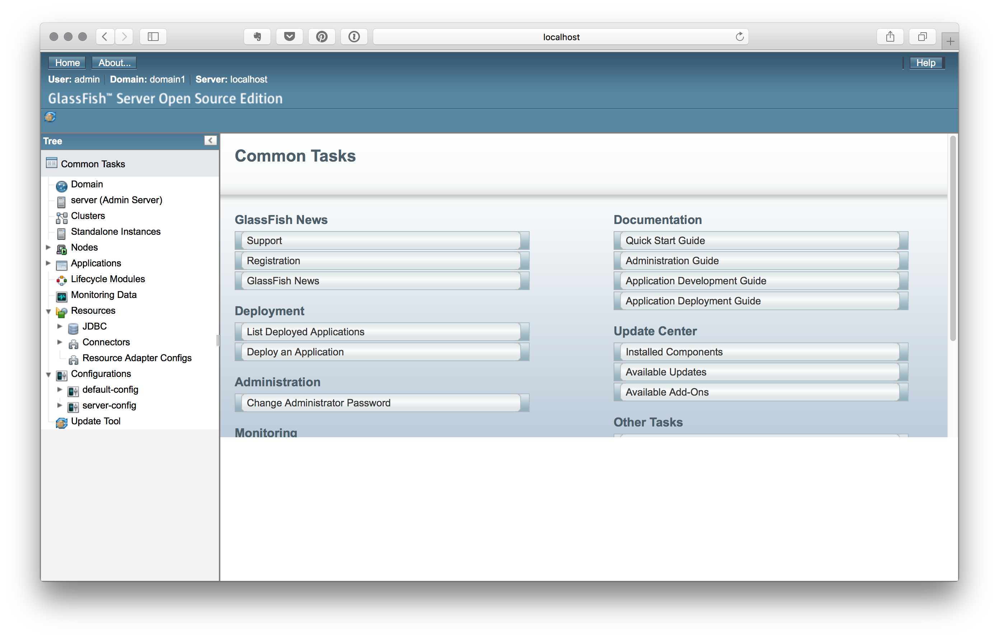 localhost
Home About... Help
User: admin Domain: domain1 Server: localhost
GlassFish™ Server Open Source Edition
Tree
Common Tasks
Domain
server (Admin Server)
Clusters
Standalone Instances
Nodes
Applications
Lifecycle Modules
Monitoring Data
Resources
JDBC
Connectors
Resource Adapter Configs
Configurations
default-config
server-config
Update Tool
Common Tasks
GlassFish News
Support
Registration
GlassFish News
Deployment
List Deployed Applications
Deploy an Application
Administration
Change Administrator Password
Monitoring
Documentation
Quick Start Guide
Administration Guide
Application Development Guide
Application Deployment Guide
Update Center
Installed Components
Available Updates
Available Add-Ons
Other Tasks